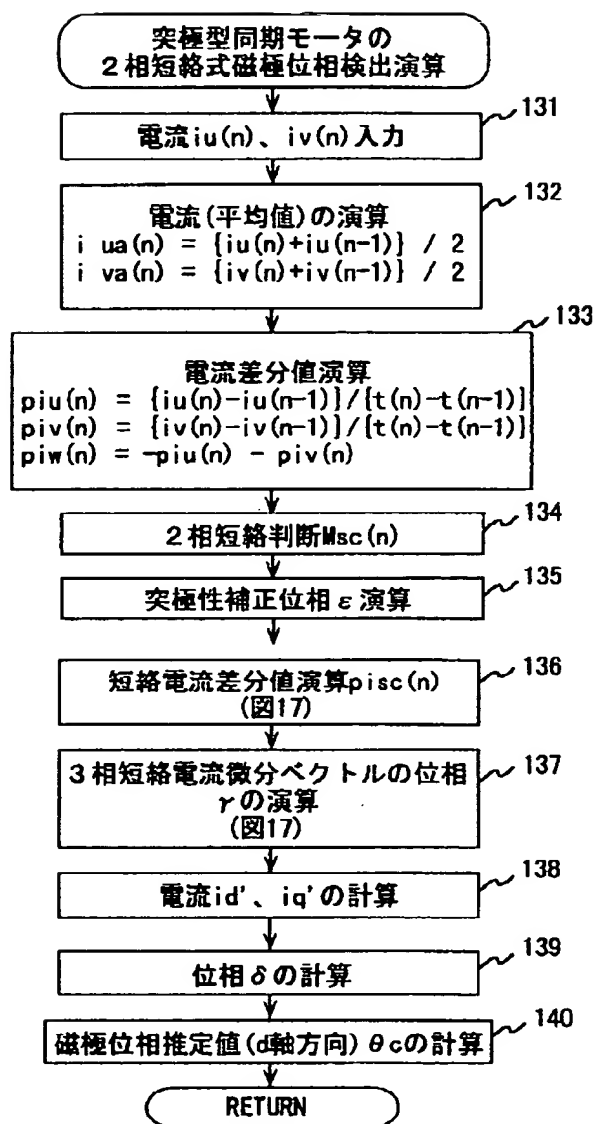 突極型同期モータの
2相短絡式磁極位相検出演算
131
電流iu(n)、iv(n)入力
132
電流(平均値)の演算
i ua(n) = {iu(n)+iu(n-1)} / 2
i va(n) = {iv(n)+iv(n-1)} / 2
133
電流差分値演算
piu(n) = {iu(n)-iu(n-1)}/{t(n)-t(n-1)}
piv(n) = {iv(n)-iv(n-1)}/{t(n)-t(n-1)}
piw(n) = -piu(n) - piv(n)
134
2相短絡判断Msc(n)
135
突極性補正位相ε演算
136
短絡電流差分値演算pisc(n)
(図17)
137
3相短絡電流微分ベクトルの位相
γの演算
(図17)
138
電流id'、iq'の計算
139
位相δの計算
140
磁極位相推定値(d軸方向)θcの計算
RETURN